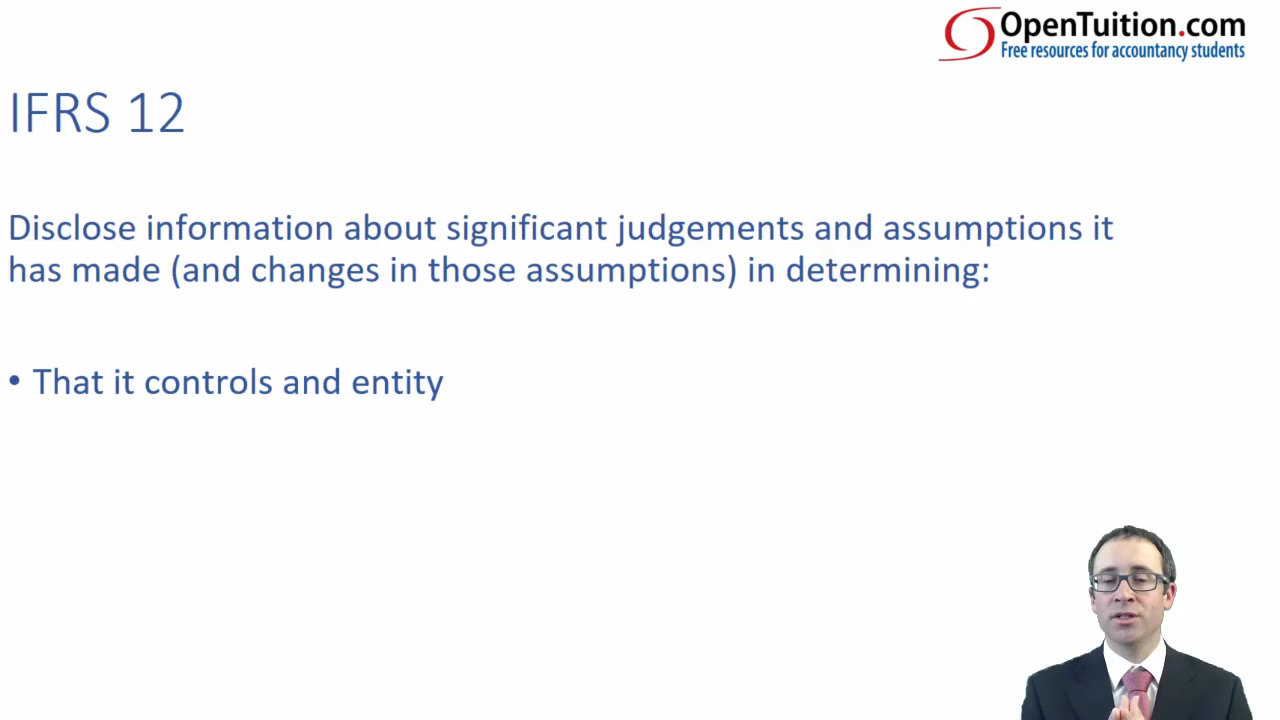 OpenTuition.com
Free resources for accountancy students
IFRS 12
Disclose information about significant judgements and assumptions it
has made (and changes in those assumptions) in determining:
• That it controls and entity